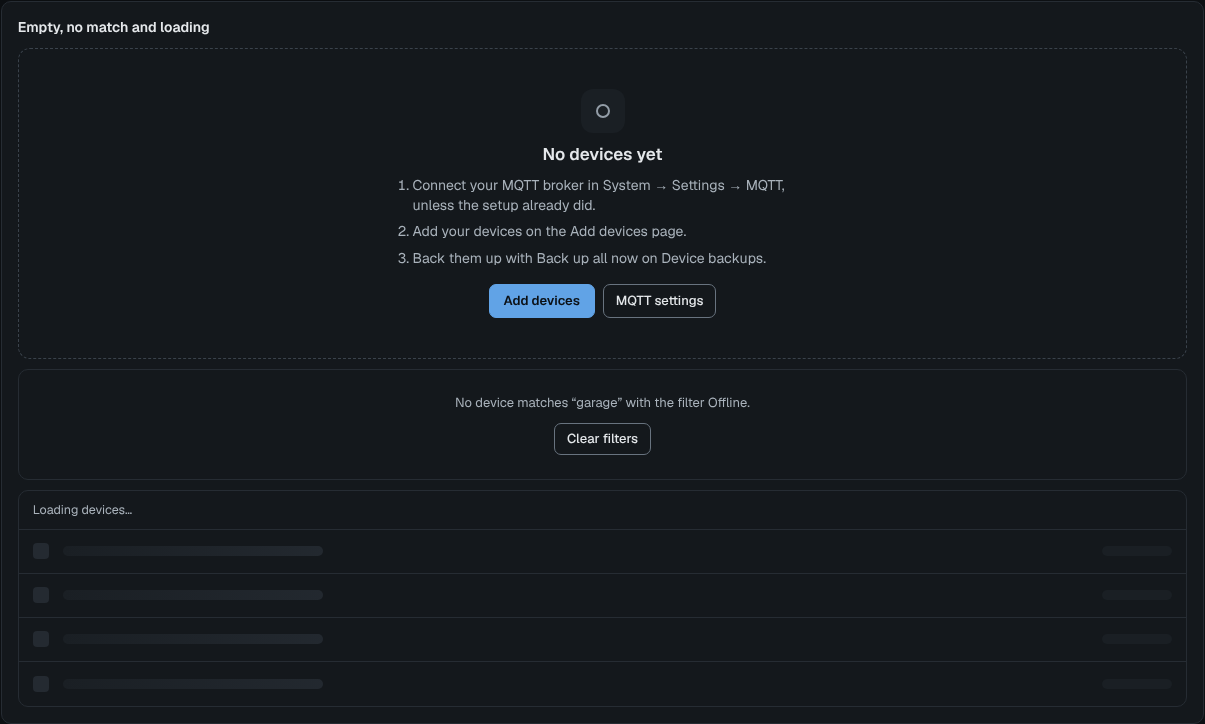 Empty, no match and loading
No devices yet
1. Connect your MQTT broker in System → Settings → MQTT,
unless the setup already did.
2. Add your devices on the Add devices page.
3. Back them up with Back up all now on Device backups.
Add devices
MQTT settings
No device matches “garage” with the filter Offline.
Clear filters
Loading devices…